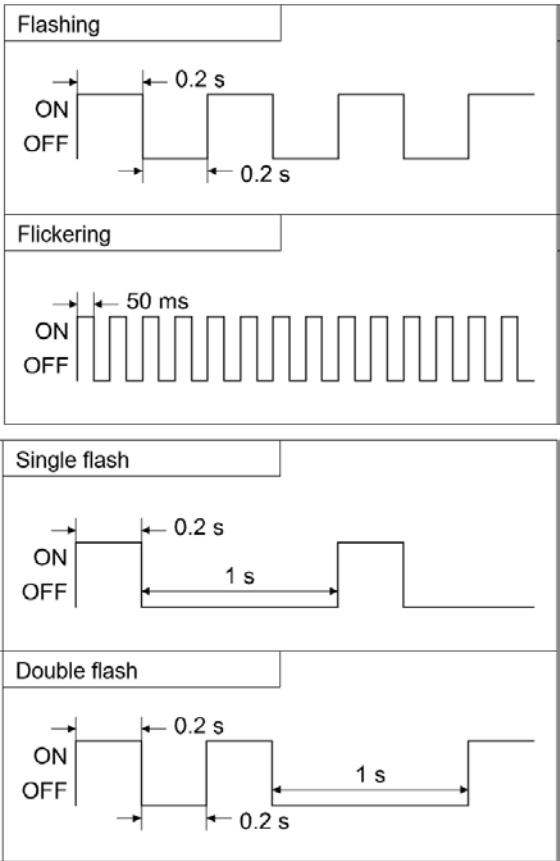 Flashing
0.2 s
ON
OFF
0.2 s
Flickering
50 ms
ON
OFF
Single flash
0.2 s
ON
1 s
OFF
Double flash
0.2 s
ON
1 s
OFF
0.2 s